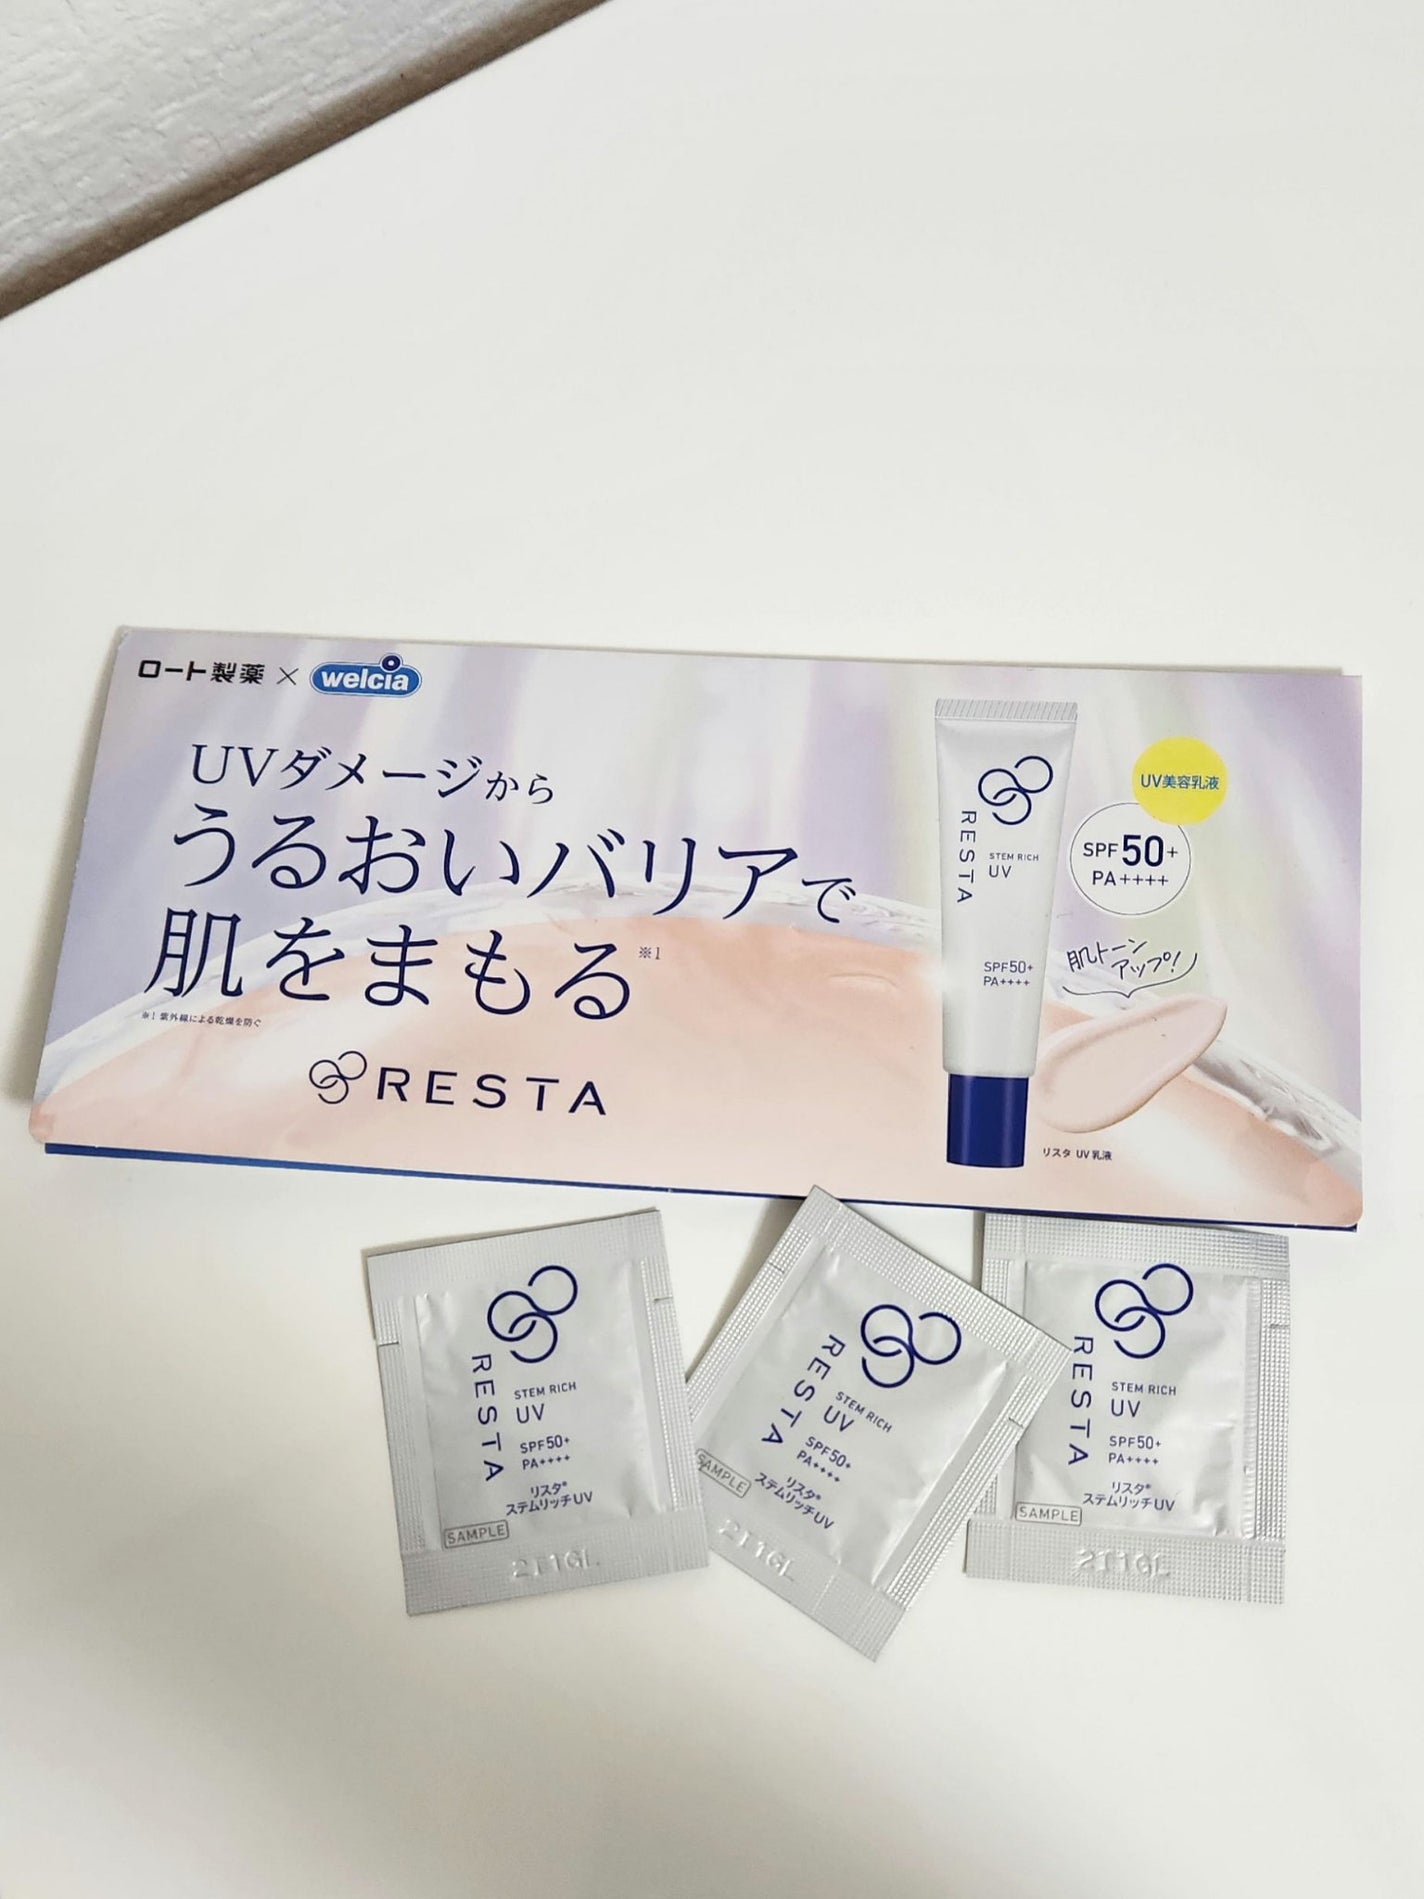 ロート製薬 × welcia
UVダメージから
うるおいバリアで
肌をまもる※1
※1 紫外線による乾燥を防ぐ
RESTA
RESTA
STEM RICH
UV
SPF50+
PA++++
UV美容乳液
SPF50+
PA++++
肌トーン
アップ!
リスタ UV 乳液
RESTA
STEM RICH
UV
SPF50+
PA++++
リスタ®
ステムリッチUV
SAMPLE
2I1GL
RESTA
STEM RICH
UV
SPF50+
PA++++
リスタ®
ステムリッチUV
SAMPLE
2I1GL
RESTA
STEM RICH
UV
SPF50+
PA++++
リスタ®
ステムリッチUV
SAMPLE
2I1GL